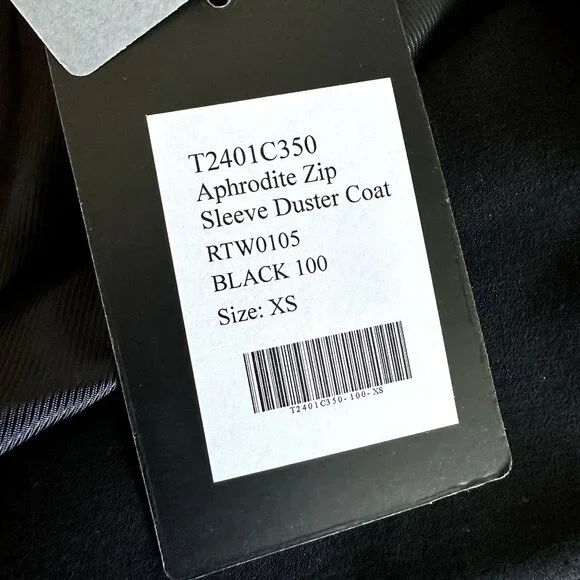 T2401C350
Aphrodite Zip
Sleeve Duster Coat
RTW0105
BLACK 100
Size: XS
T2401C350-100-XS